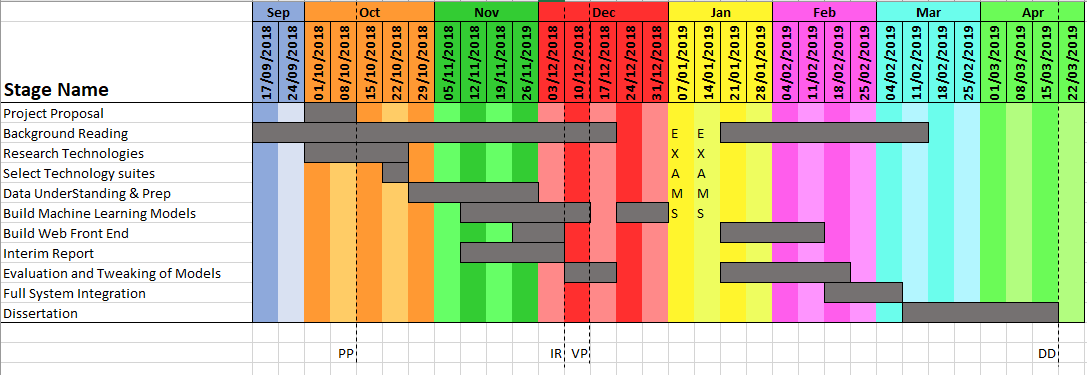 Sep Oct Nov Dec Jan Feb Mar Apr
Stage Name
17/09/2018
24/09/2018
01/10/2018
08/10/2018
15/10/2018
22/10/2018
29/10/2018
05/11/2018
12/11/2018
19/11/2018
26/11/2018
03/12/2018
10/12/2018
17/12/2018
24/12/2018
31/12/2018
07/01/2019
14/01/2019
21/01/2019
28/01/2019
04/02/2019
11/02/2019
18/02/2019
25/02/2019
04/02/2019
11/02/2019
18/02/2019
25/02/2019
01/03/2019
08/03/2019
15/03/2019
22/03/2019
Project Proposal
Background Reading
Research Technologies
Select Technology suites
Data UnderStanding & Prep
Build Machine Learning Models
Build Web Front End
Interim Report
Evaluation and Tweaking of Models
Full System Integration
Dissertation
EXAMS
EXAMS
PP IR VP DD